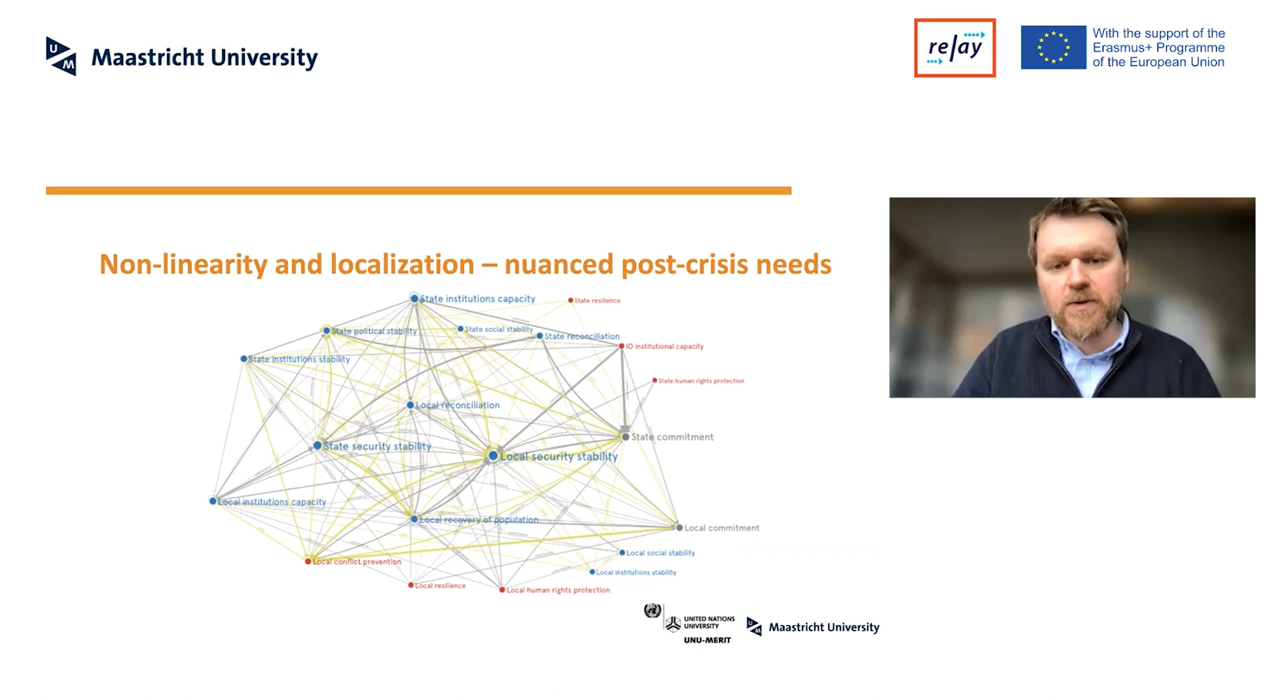 UM
Maastricht University
relay
With the support of the
Erasmus+ Programme
of the European Union
Non-linearity and localization – nuanced post-crisis needs
State institutions capacity
State resilience
State political stability
State social stability
State reconciliation
IO institutional capacity
State institutions stability
State human rights protection
Local reconciliation
State commitment
State security stability
Local security stability
Local institutions capacity
Local recovery of population
Local commitment
Local social stability
Local conflict prevention
Local institutions stability
Local resilience
Local human rights protection
UNITED NATIONS
UNIVERSITY
UNU-MERIT
Maastricht University